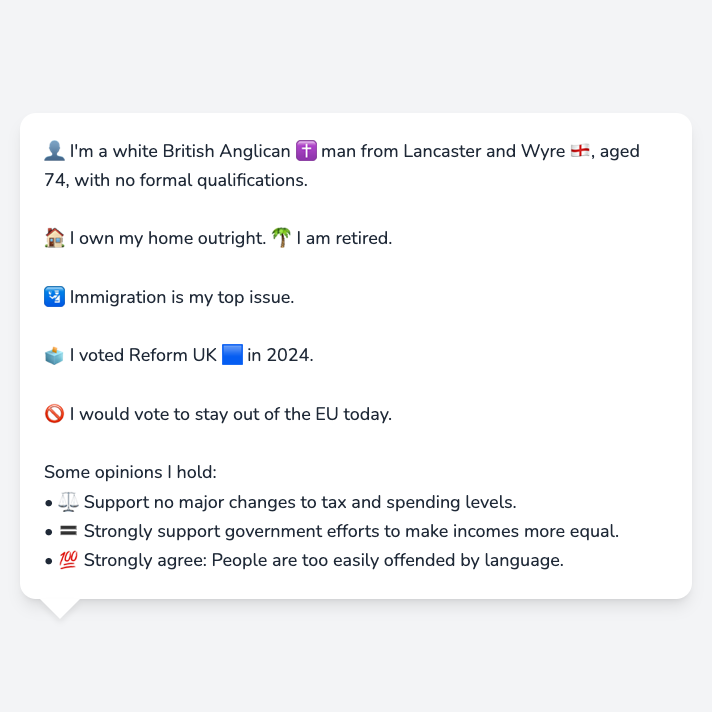 👤 I'm a white British Anglican ✝️ man from Lancaster and Wyre 🏴󠁧󠁢󠁥󠁮󠁧󠁿, aged
74, with no formal qualifications.
🏠 I own my home outright. 🌴 I am retired.
🛂 Immigration is my top issue.
🗳️ I voted Reform UK 🟦 in 2024.
🚫 I would vote to stay out of the EU today.
Some opinions I hold:
• ⚖️ Support no major changes to tax and spending levels.
• 🟰 Strongly support government efforts to make incomes more equal.
• 💯 Strongly agree: People are too easily offended by language.